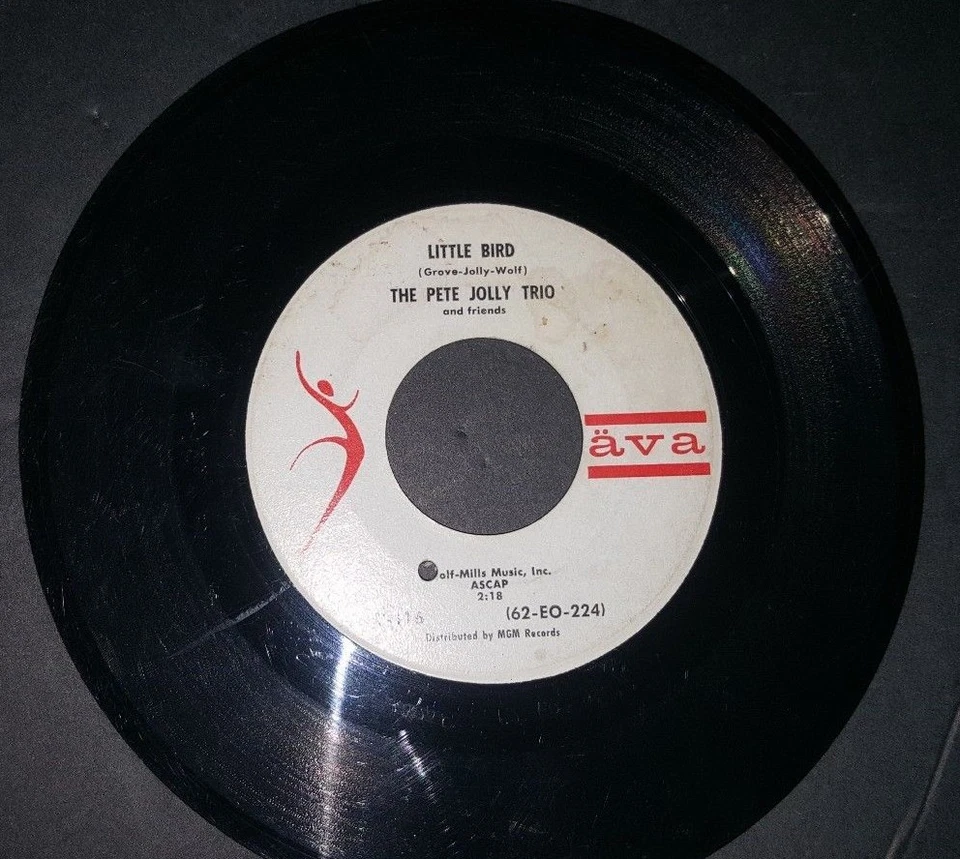 LITTLE BIRD
(Grove-Jolly-Wolf)
THE PETE JOLLY TRIO
and friends
äva
olf-Mills Music, Inc.
ASCAP
2:18
(62-EO-224)
Distributed by MGM Records